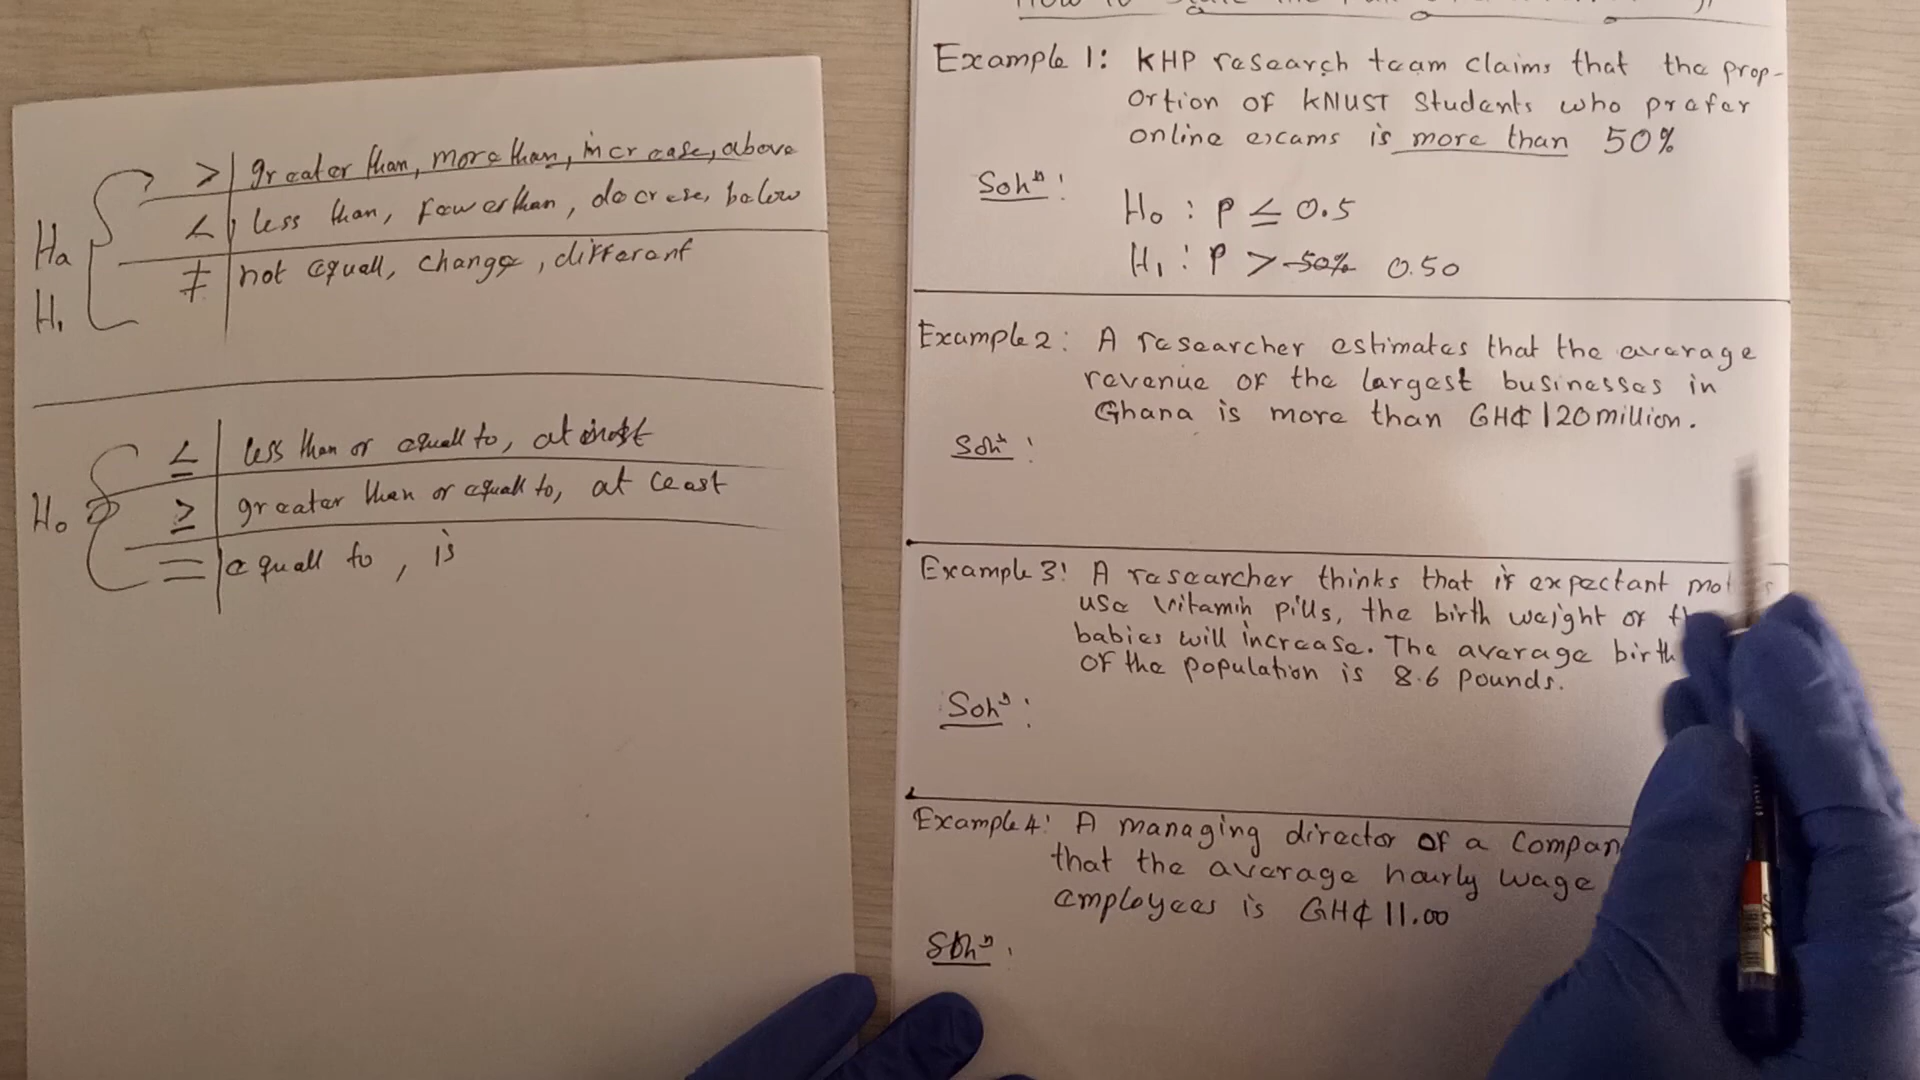 > greater than, more than, increase, above
< less than, fewer than, decrese, below
Ha
≠ not equall, change, different
H₁
≤ less than or equall to, at most
H₀ ≥ greater than or equall to, at least
= equall to, is
How to
Example 1: KHP research team claims that the prop-
ortion of KNUST Students who prefer
online exams is more than 50%
Solⁿ:
H₀ : P ≤ 0.5
H₁ : P > 50% 0.50
Example 2: A researcher estimates that the average
revenue of the largest businesses in
Ghana is more than GH₵ 120 million.
Solⁿ:
Example 3: A researcher thinks that if expectant
use vitamin pills, the birth weight of
babies will increase. The average birth
of the population is 8.6 pounds.
Solⁿ:
Example 4: A managing director of a
that the average hourly wage
employees is GH₵ 11.00
Solⁿ: